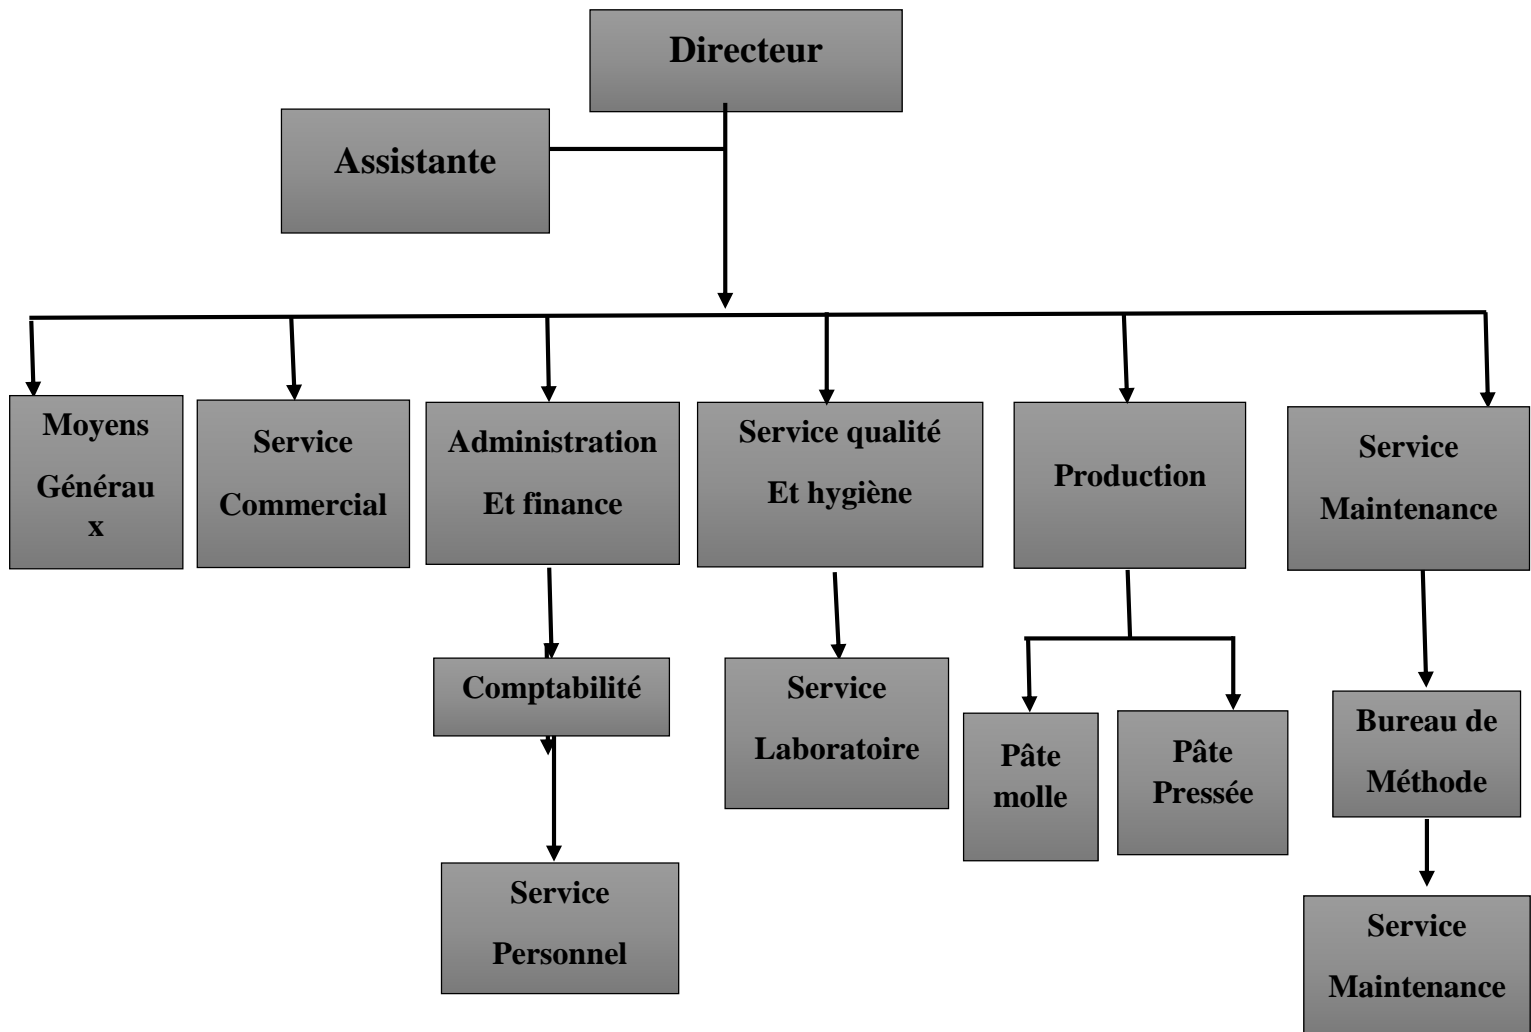 Directeur
Assistante
Moyens
Générau
x
Service
Commercial
Administration
Et finance
Service qualité
Et hygiène
Production
Service
Maintenance
Comptabilité
Service
Laboratoire
Pâte
molle
Pâte
Pressée
Bureau de
Méthode
Service
Personnel
Service
Maintenance